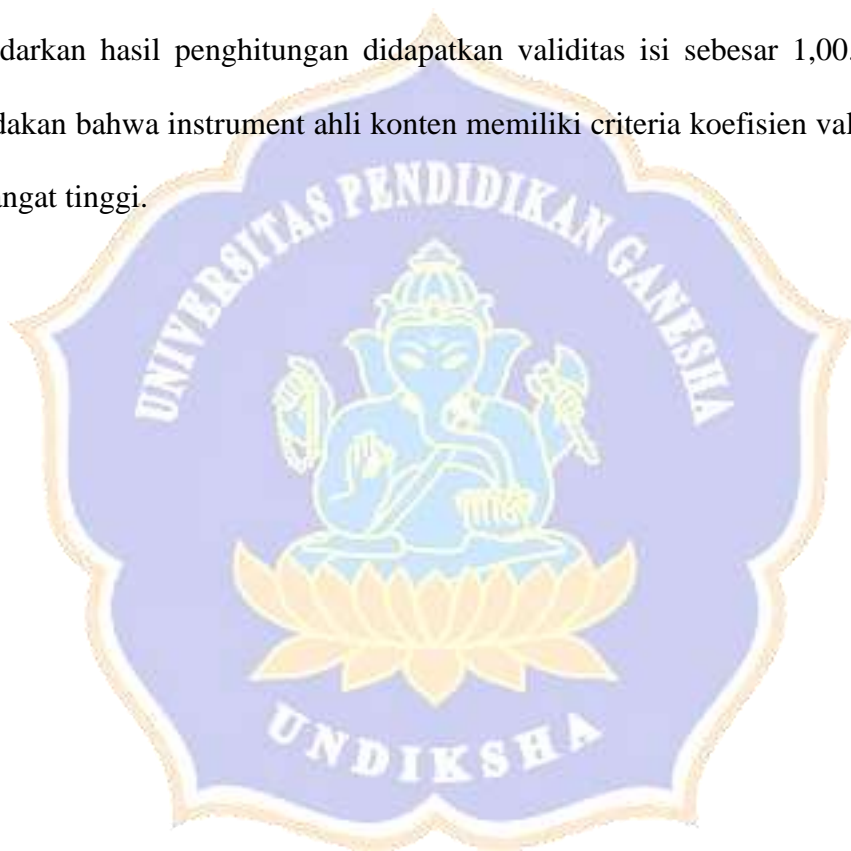 darkan hasil penghitungan didapatkan validitas isi sebesar 1,00.
dakan bahwa instrument ahli konten memiliki criteria koefisien val
angat tinggi.
UNIVERSITAS PENDIDIKAN GANESHA
UNDIKSHA